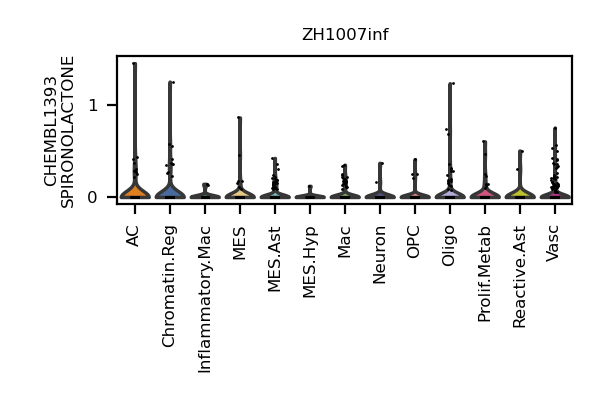 ZH1007inf
CHEMBL1393
SPIRONOLACTONE
1
0
AC
Chromatin.Reg
Inflammatory.Mac
MES
MES.Ast
MES.Hyp
Mac
Neuron
OPC
Oligo
Prolif.Metab
Reactive.Ast
Vasc